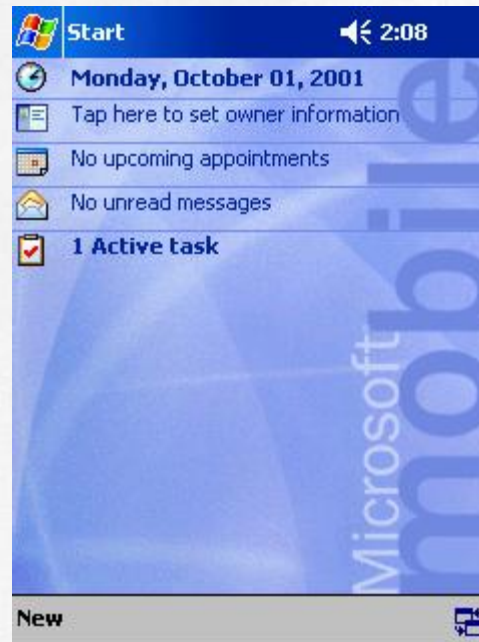 Start 2:08
Monday, October 01, 2001
Tap here to set owner information
No upcoming appointments
No unread messages
1 Active task
Microsoft
mobile
New